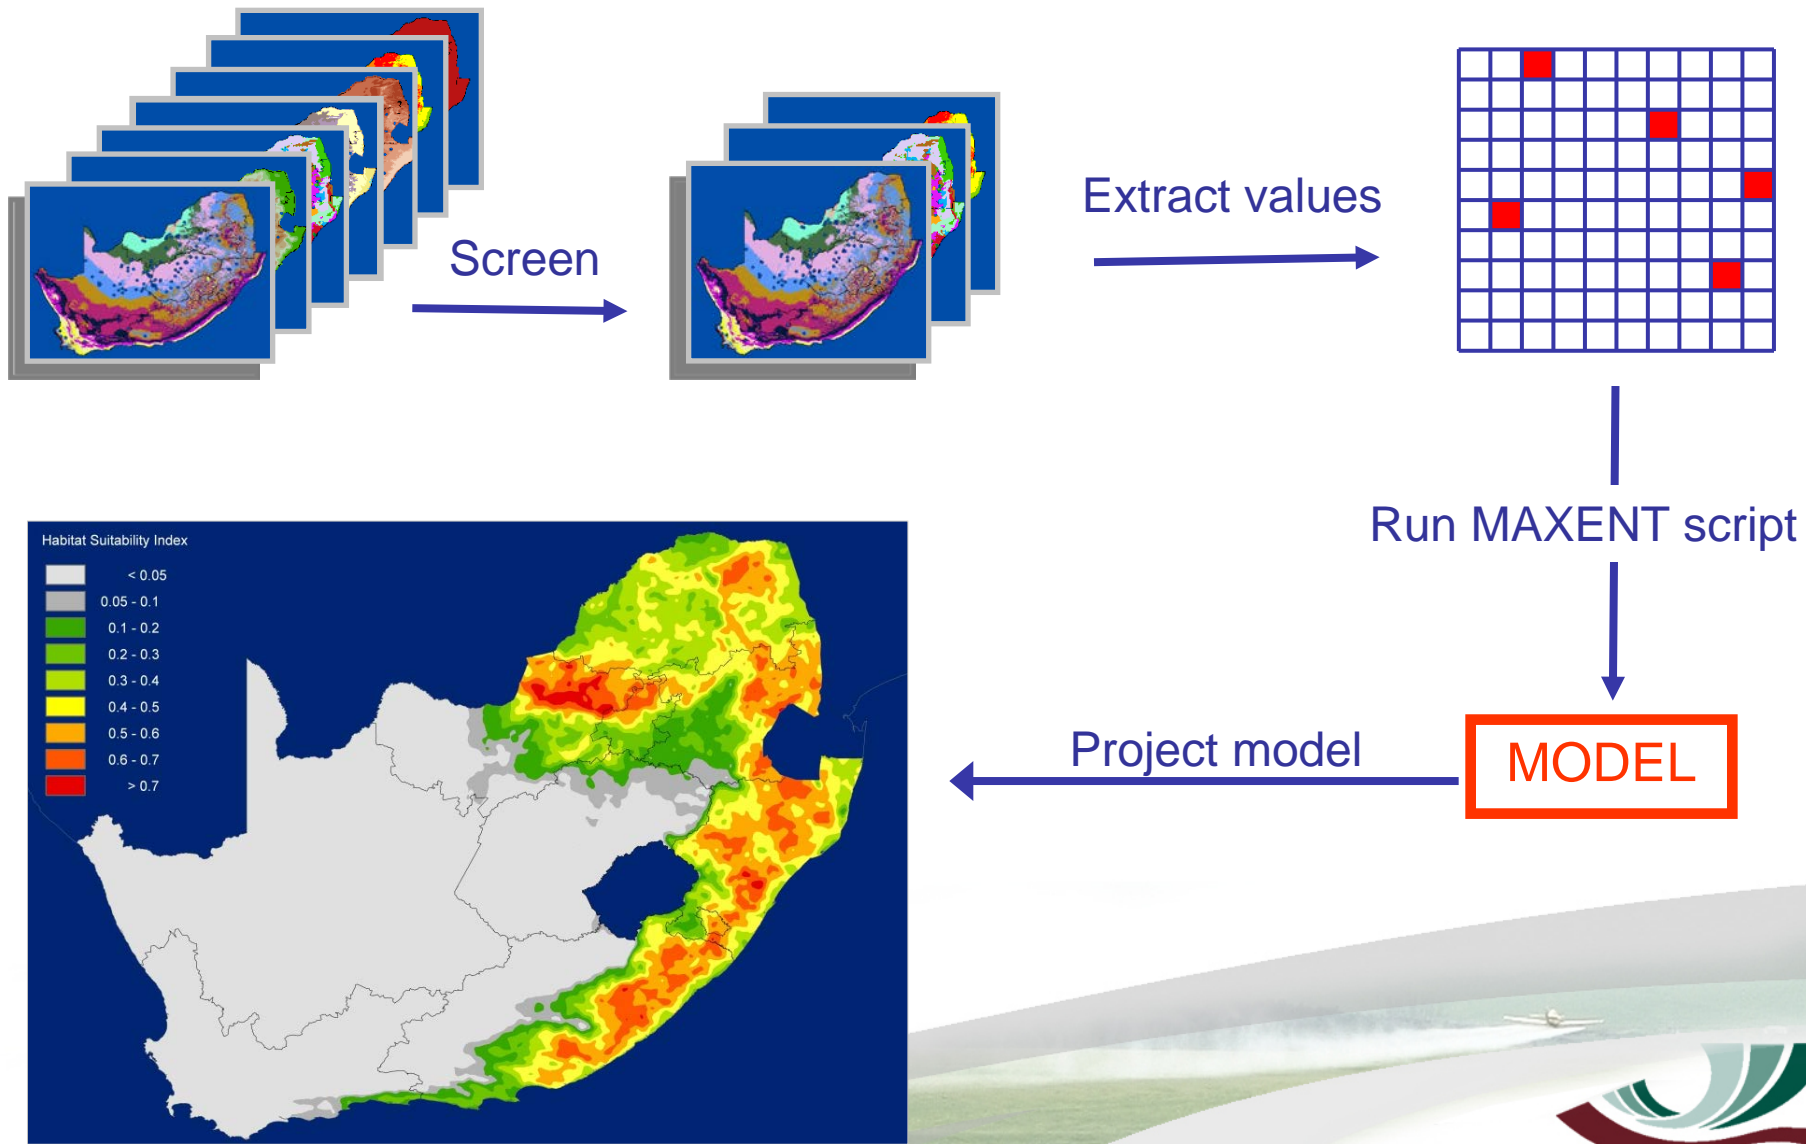 Screen
Extract values
Run MAXENT script
MODEL
Project model
Habitat Suitability Index
< 0.05
0.05 - 0.1
0.1 - 0.2
0.2 - 0.3
0.3 - 0.4
0.4 - 0.5
0.5 - 0.6
0.6 - 0.7
> 0.7